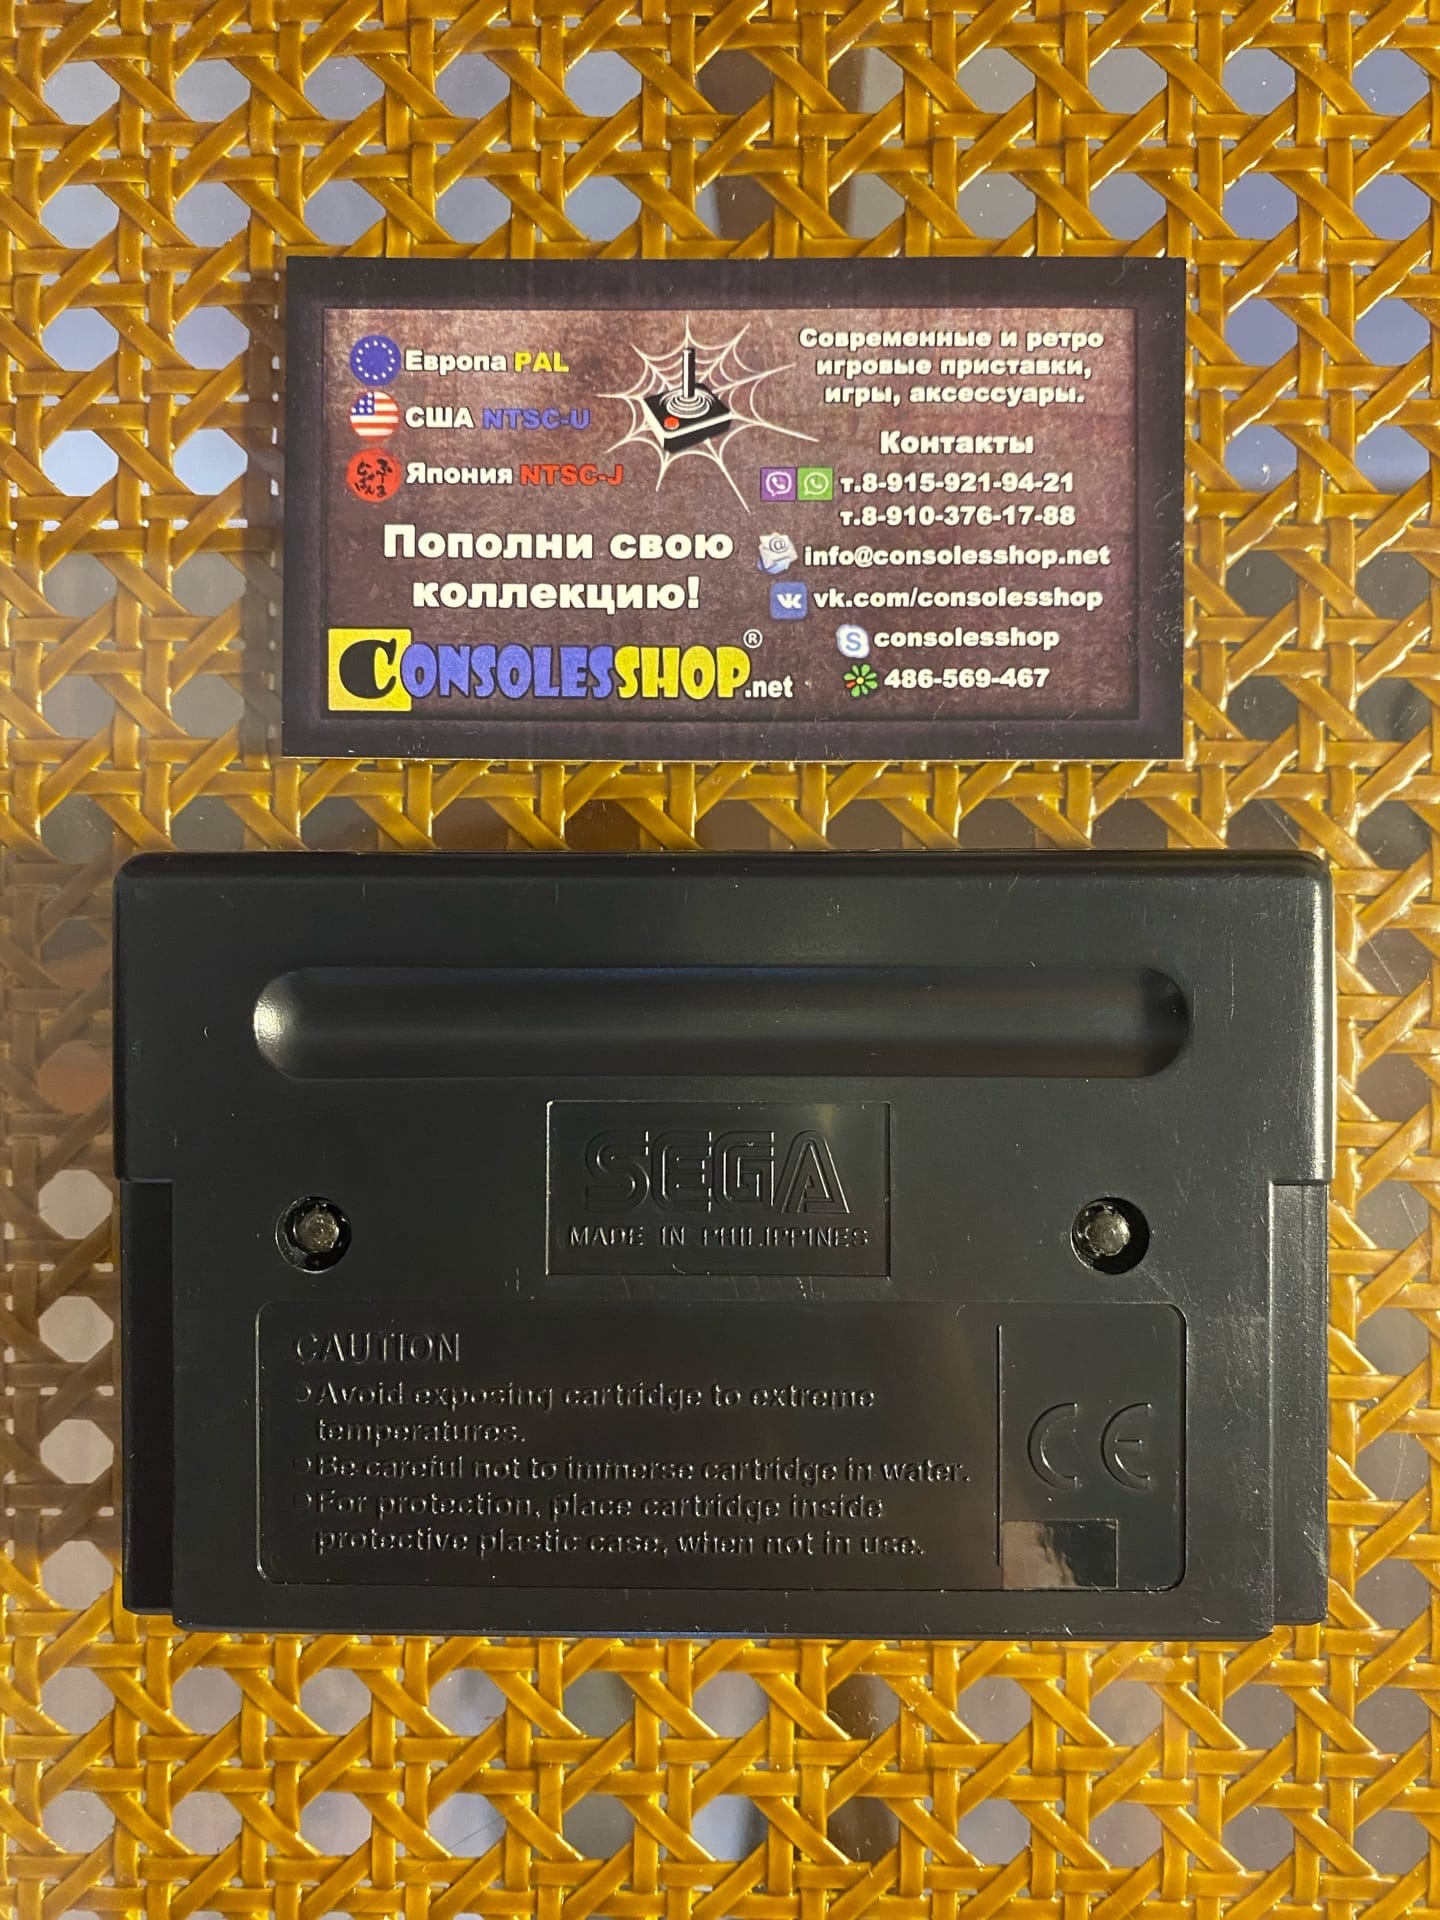 Европа PAL
США NTSC-U
Япония NTSC-J
Пополни свою
коллекцию!
CONSOLESSHOP®.net
Современные и ретро
игровые приставки,
игры, аксессуары.
Контакты
т.8-915-921-94-21
т.8-910-376-17-88
info@consolesshop.net
vk.com/consolesshop
consolesshop
486-569-467
SEGA
MADE IN PHILIPPINES
CAUTION
Avoid exposing cartridge to extreme
temperatures.
Be careful not to immerse cartridge in water.
For protection, place cartridge inside
protective plastic case, when not in use.
CE